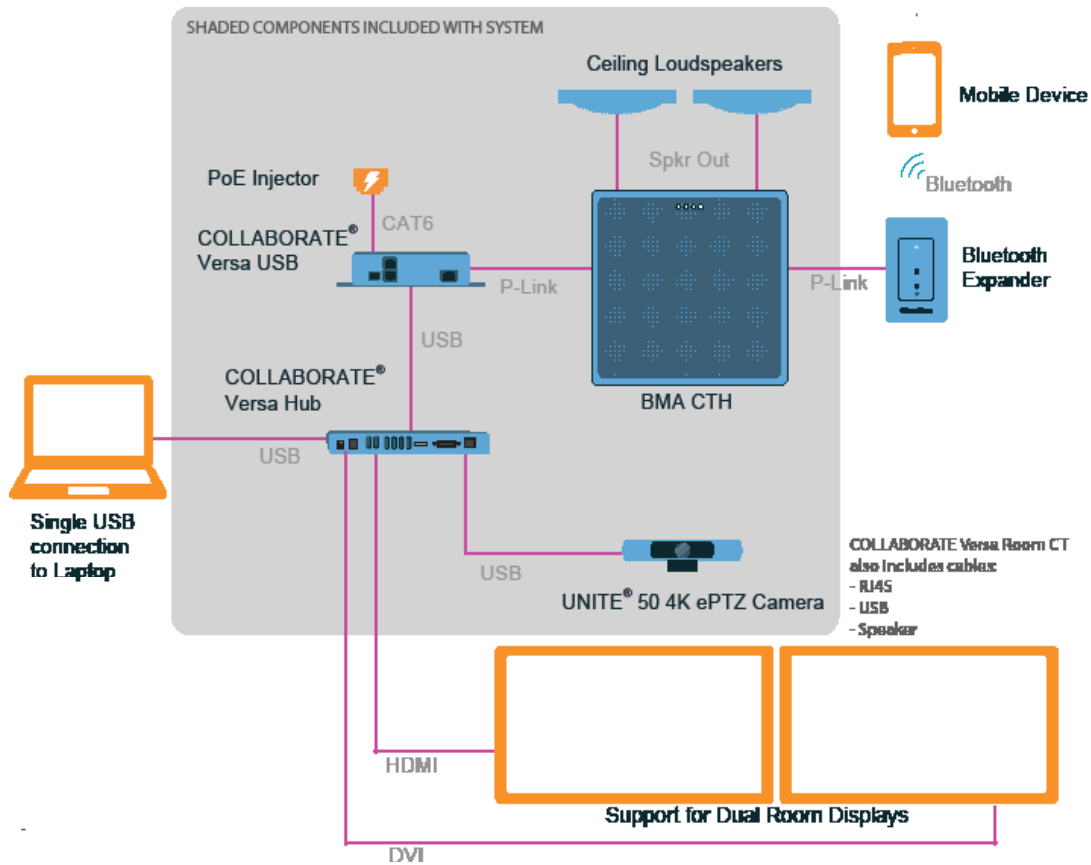 SHADED COMPONENTS INCLUDED WITH SYSTEM
Ceiling Loudspeakers
Mobile Device
Spkr Out
Bluetooth
PoE Injector
CAT6
COLLABORATE®
Versa USB
P-Link
P-Link
Bluetooth
Expander
USB
COLLABORATE®
Versa Hub
BMA CTH
USB
Single USB
connection
to Laptop
USB
UNITE® 50 4K ePTZ Camera
COLLABORATE Versa Room CT
also includes cables:
- RJ45
- USB
- Speaker
HDMI
Support for Dual Room Displays
DVI